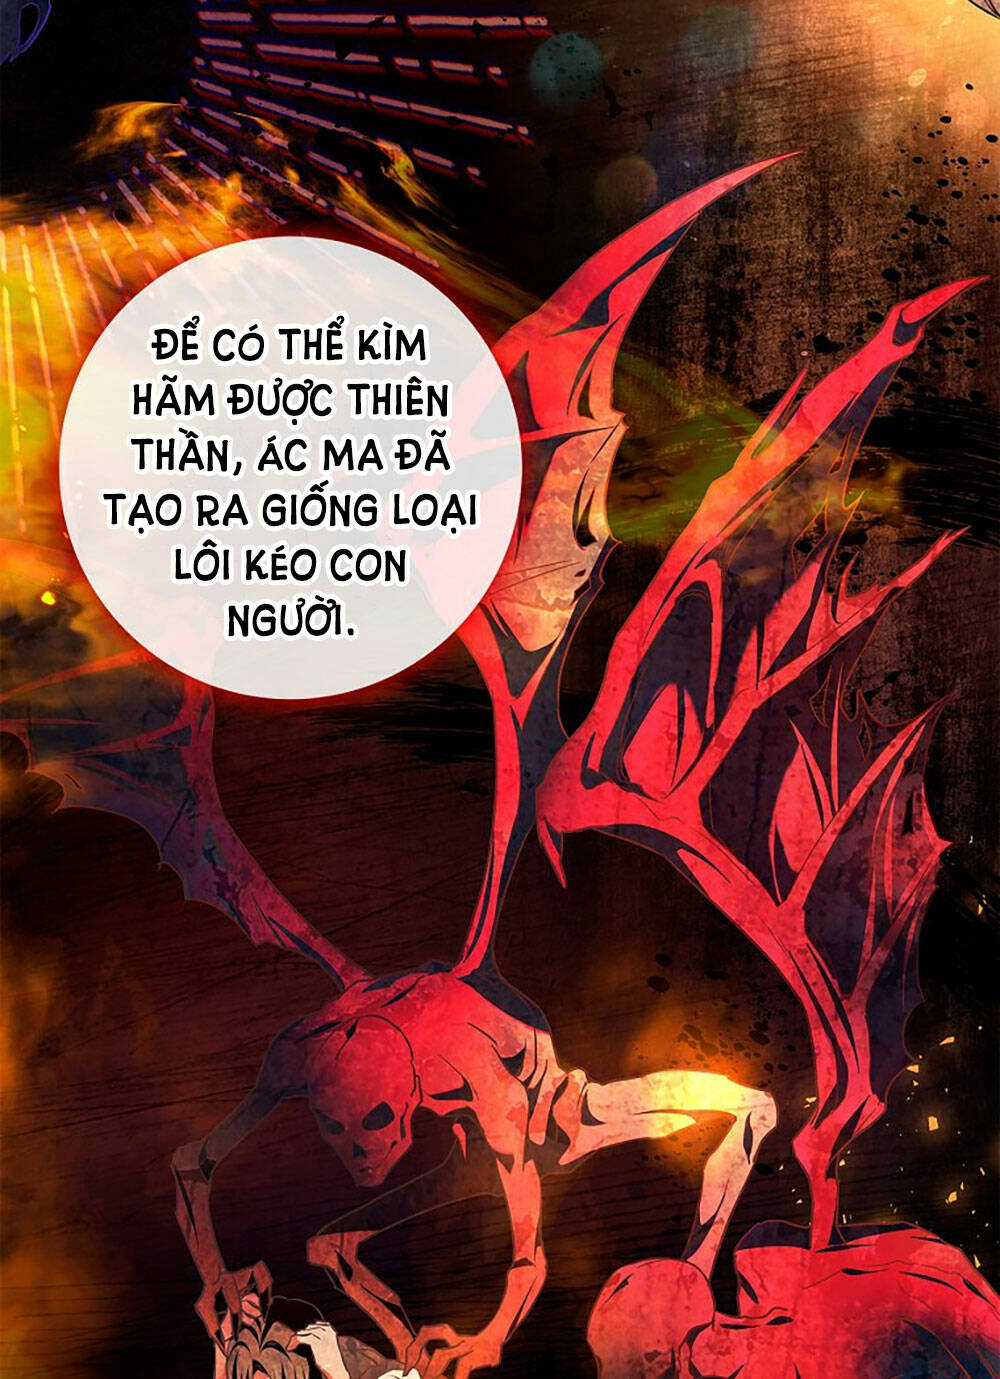 ĐỂ CÓ THỂ KÌM
HÃM ĐƯỢC THIÊN
THẦN, ÁC MA ĐÃ
TẠO RA GIỐNG LOẠI
LÔI KÉO CON
NGƯỜI.